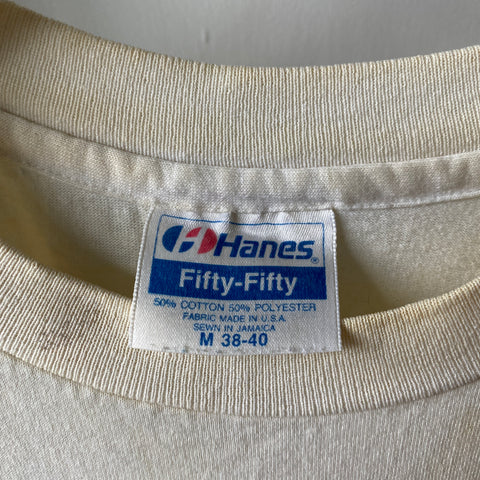 Hanes®
Fifty-Fifty
50% COTTON 50% POLYESTER
FABRIC MADE IN U.S.A.
SEWN IN JAMAICA
M 38-40